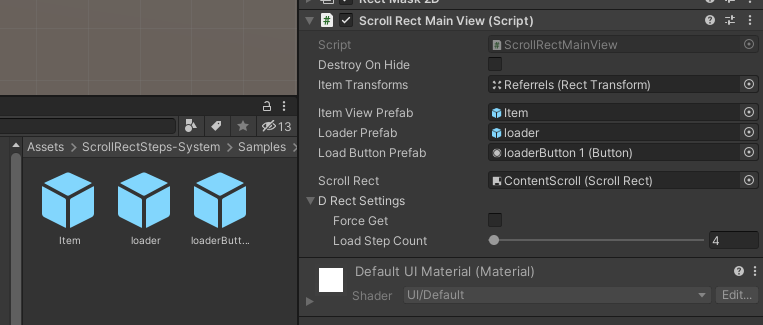 Rect Mask 2D
# Scroll Rect Main View (Script)
Script
# ScrollRectMainView
Destroy On Hide
Item Transforms
Referrels (Rect Transform)
Item View Prefab
Item
Loader Prefab
loader
Load Button Prefab
loaderButton 1 (Button)
Scroll Rect
ContentScroll (Scroll Rect)
D Rect Settings
Force Get
Load Step Count
4
Default UI Material (Material)
Shader
UI/Default
Edit...
13
Assets > ScrollRectSteps-System > Samples >
Item
loader
loaderButt...